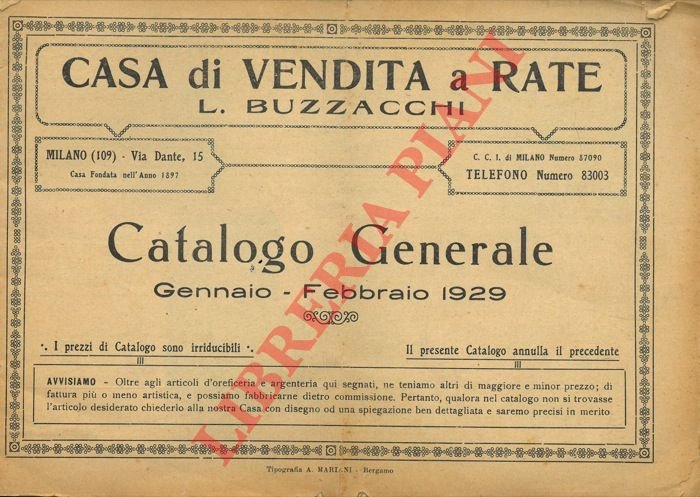 CASA di VENDITA a RATE
L. BUZZACCHI
MILANO (109) - Via Dante, 15
Casa Fondata nell'Anno 1897
C. C. I. di MILANO Numero 87090
TELEFONO Numero 83003
Catalogo Generale
Gennaio - Febbraio 1929
I prezzi di Catalogo sono irriducibili
Il presente Catalogo annulla il precedente
AVVISIAMO - Oltre agli articoli d'oreficeria e argenteria qui segnati, ne teniamo altri di maggiore e minor prezzo; di
fattura più o meno artistica, e possiamo fabbricarne dietro commissione. Pertanto, qualora nel catalogo non si trovasse
l'articolo desiderato chiederlo alla nostra Casa con disegno od una spiegazione ben dettagliata e saremo precisi in merito
Tipografia A. MARIANI - Bergamo
LIBRERIA PIANI